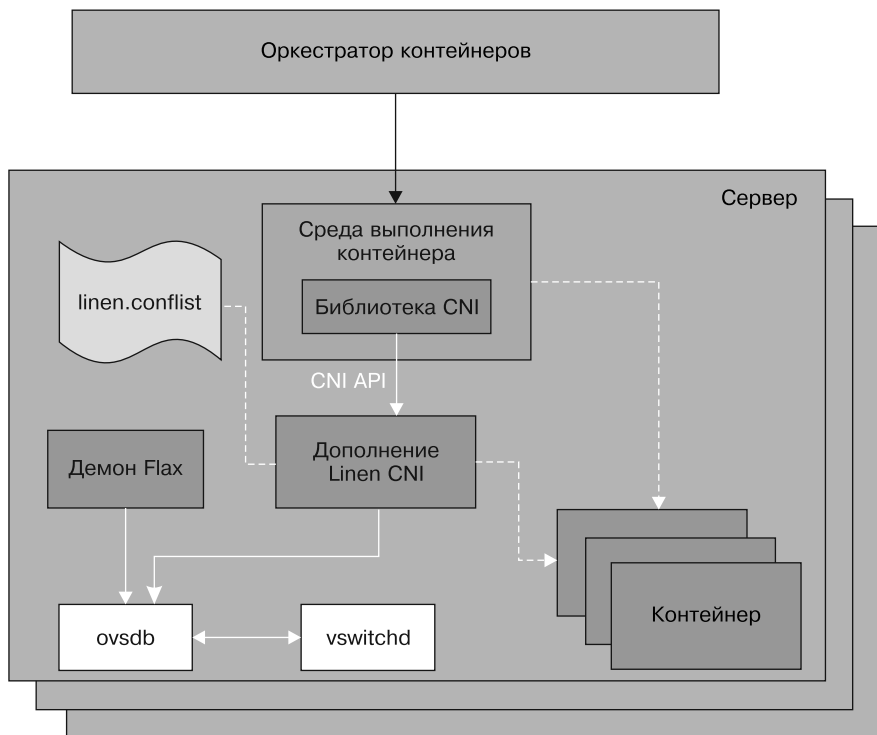 Оркестратор контейнеров
Сервер
Среда выполнения
контейнера
linen.conflist
Библиотека CNI
CNI API
Демон Flax
Дополнение
Linen CNI
ovsdb
vswitchd
Контейнер